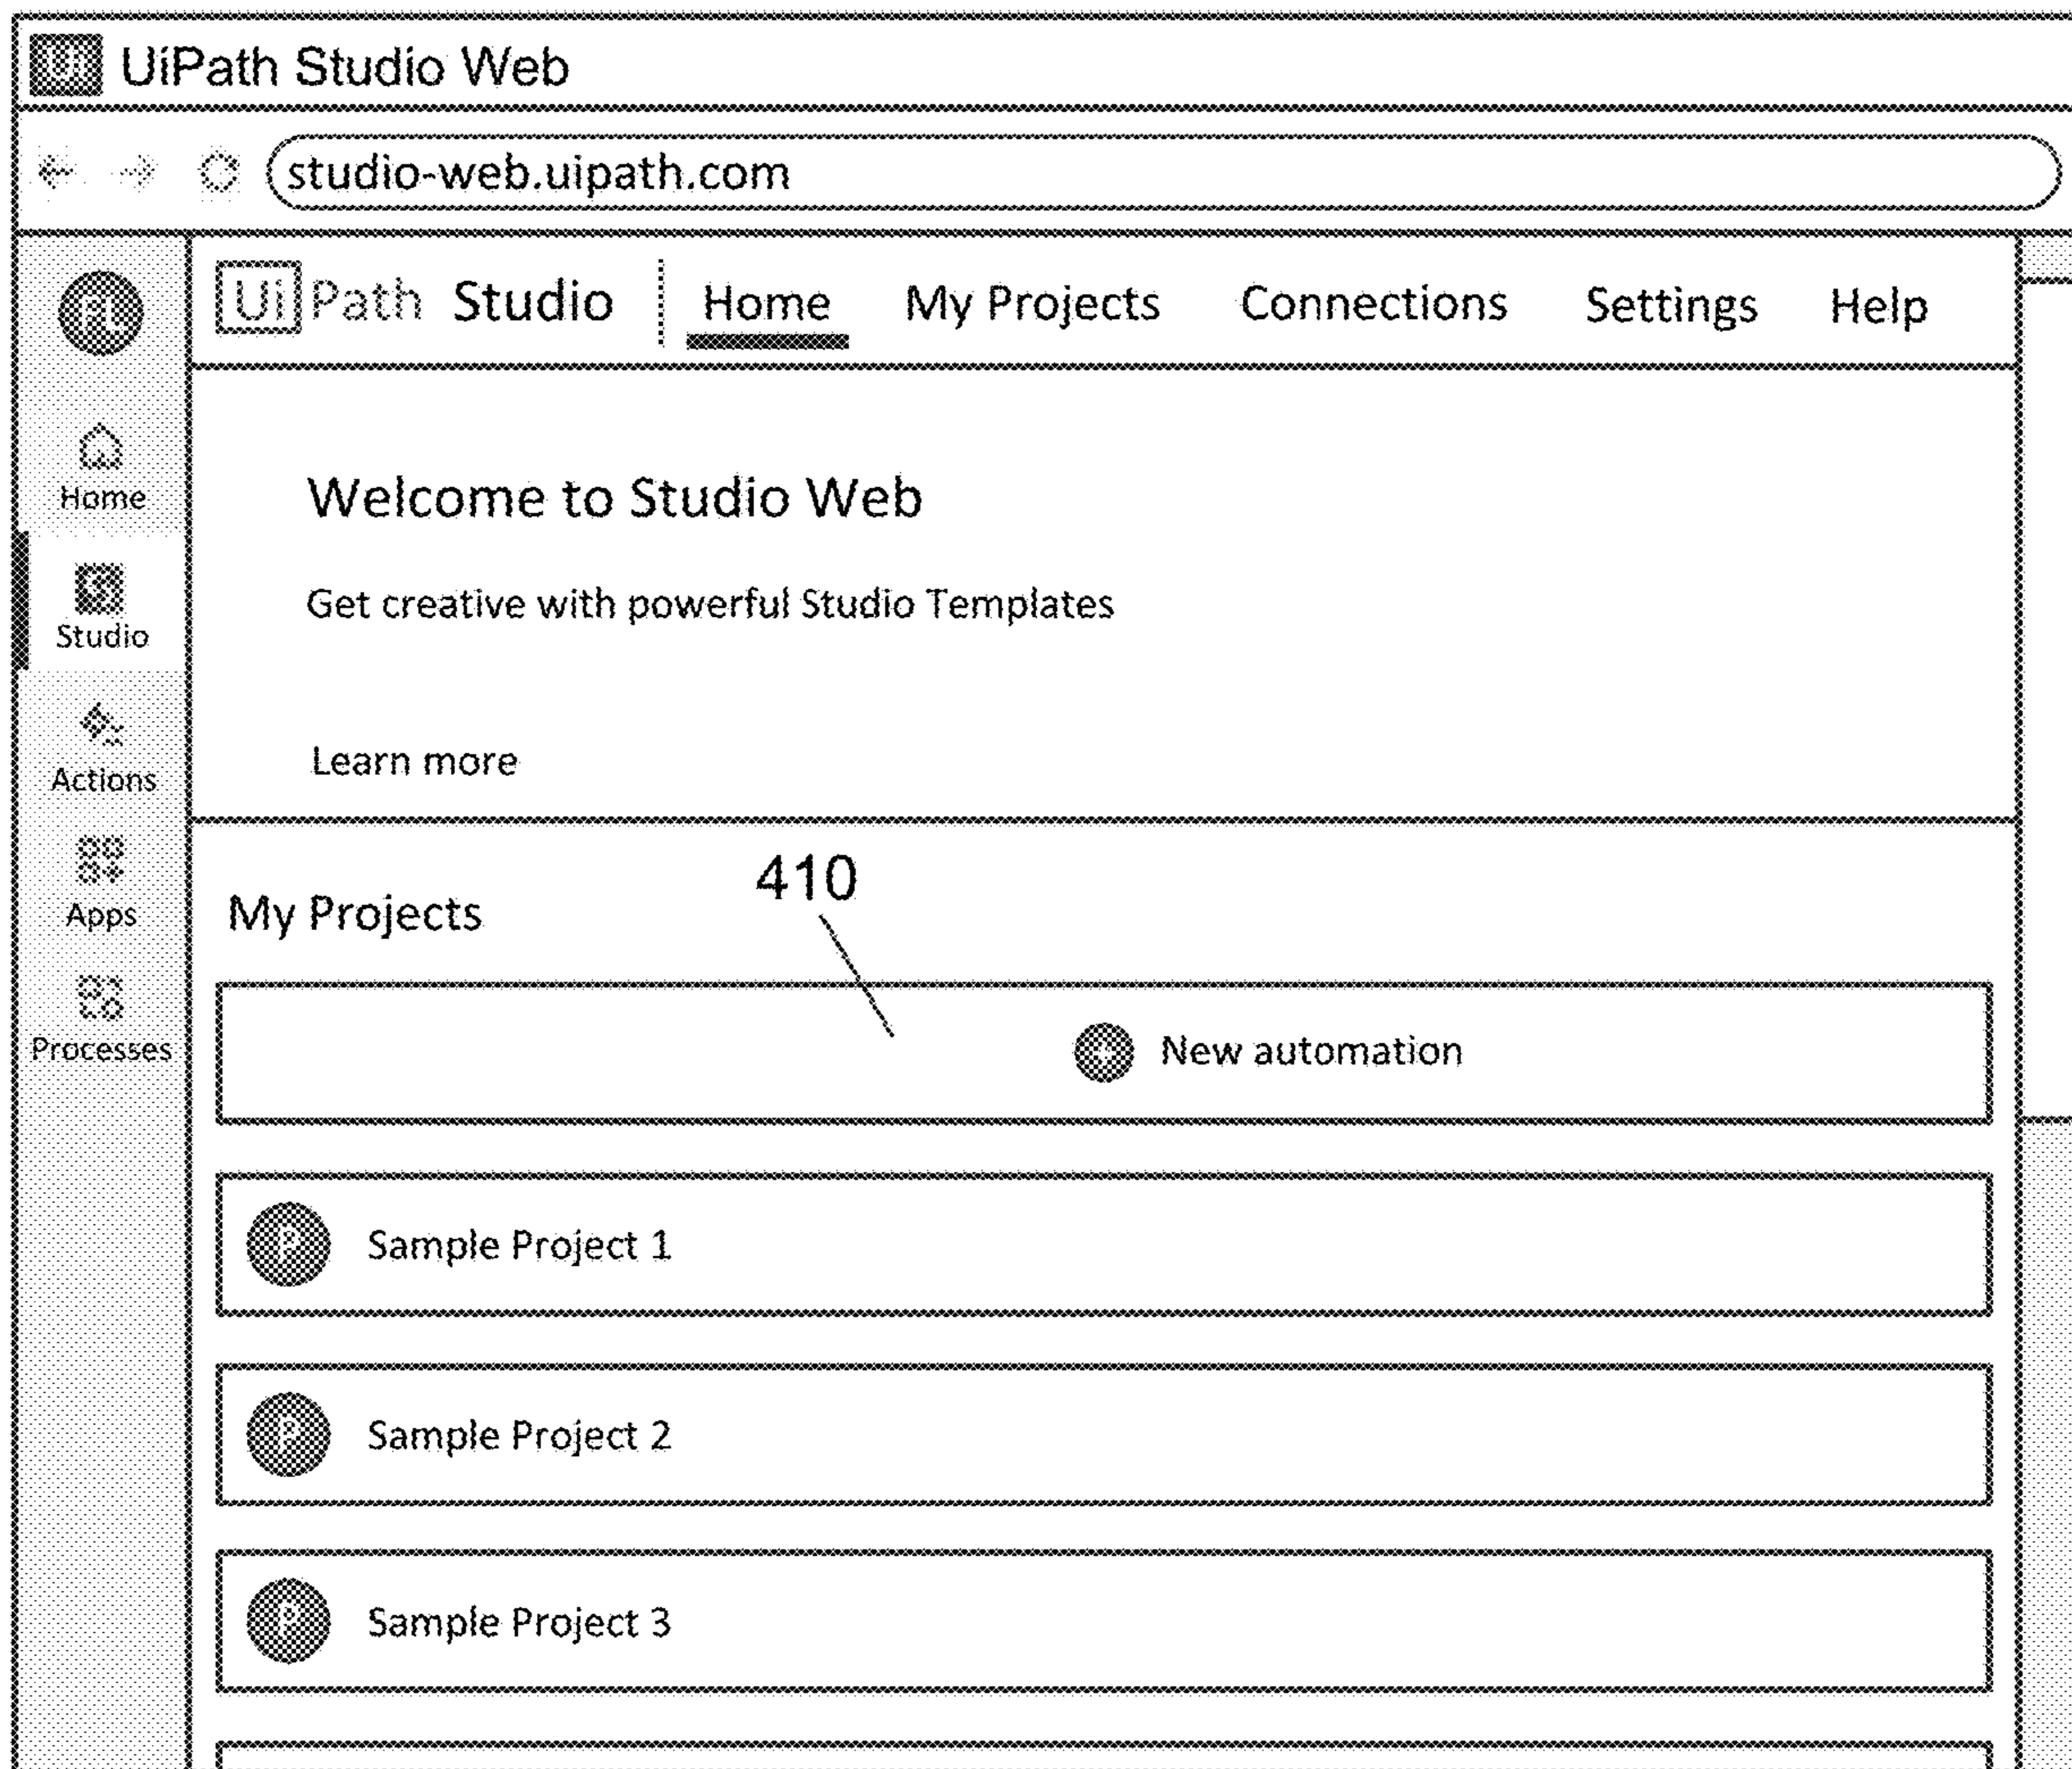 Ui UiPath Studio Web
studio-web.uipath.com
UiPath Studio Home My Projects Connections Settings Help
Home
Studio
Actions
Apps
Processes
Welcome to Studio Web
Get creative with powerful Studio Templates
Learn more
My Projects
410
+ New automation
P Sample Project 1
P Sample Project 2
P Sample Project 3